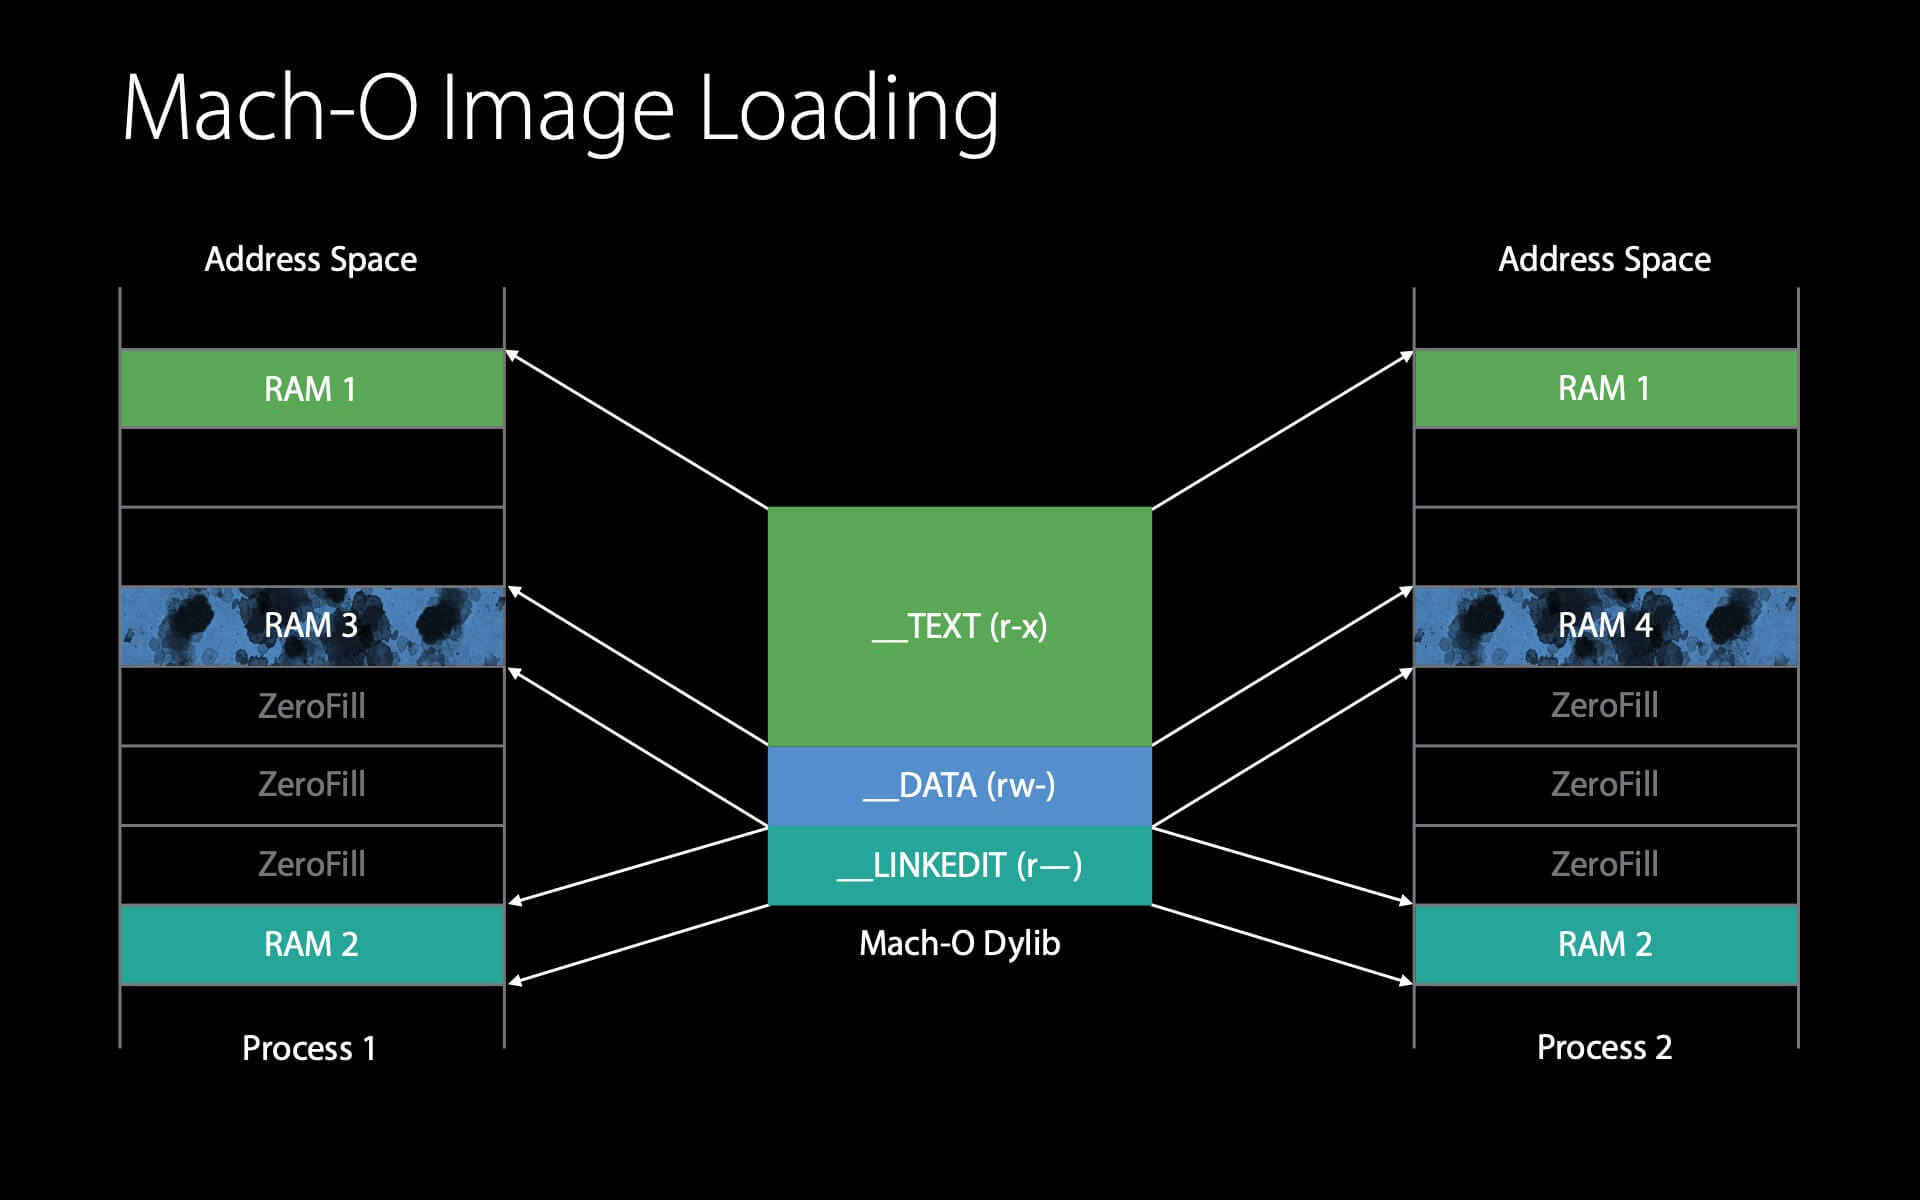 Mach-O Image Loading
Address Space
RAM 1
RAM 3
ZeroFill
ZeroFill
ZeroFill
RAM 2
Process 1
__TEXT (r-x)
__DATA (rw-)
__LINKEDIT (r—)
Mach-O Dylib
Address Space
RAM 1
RAM 4
ZeroFill
ZeroFill
ZeroFill
RAM 2
Process 2